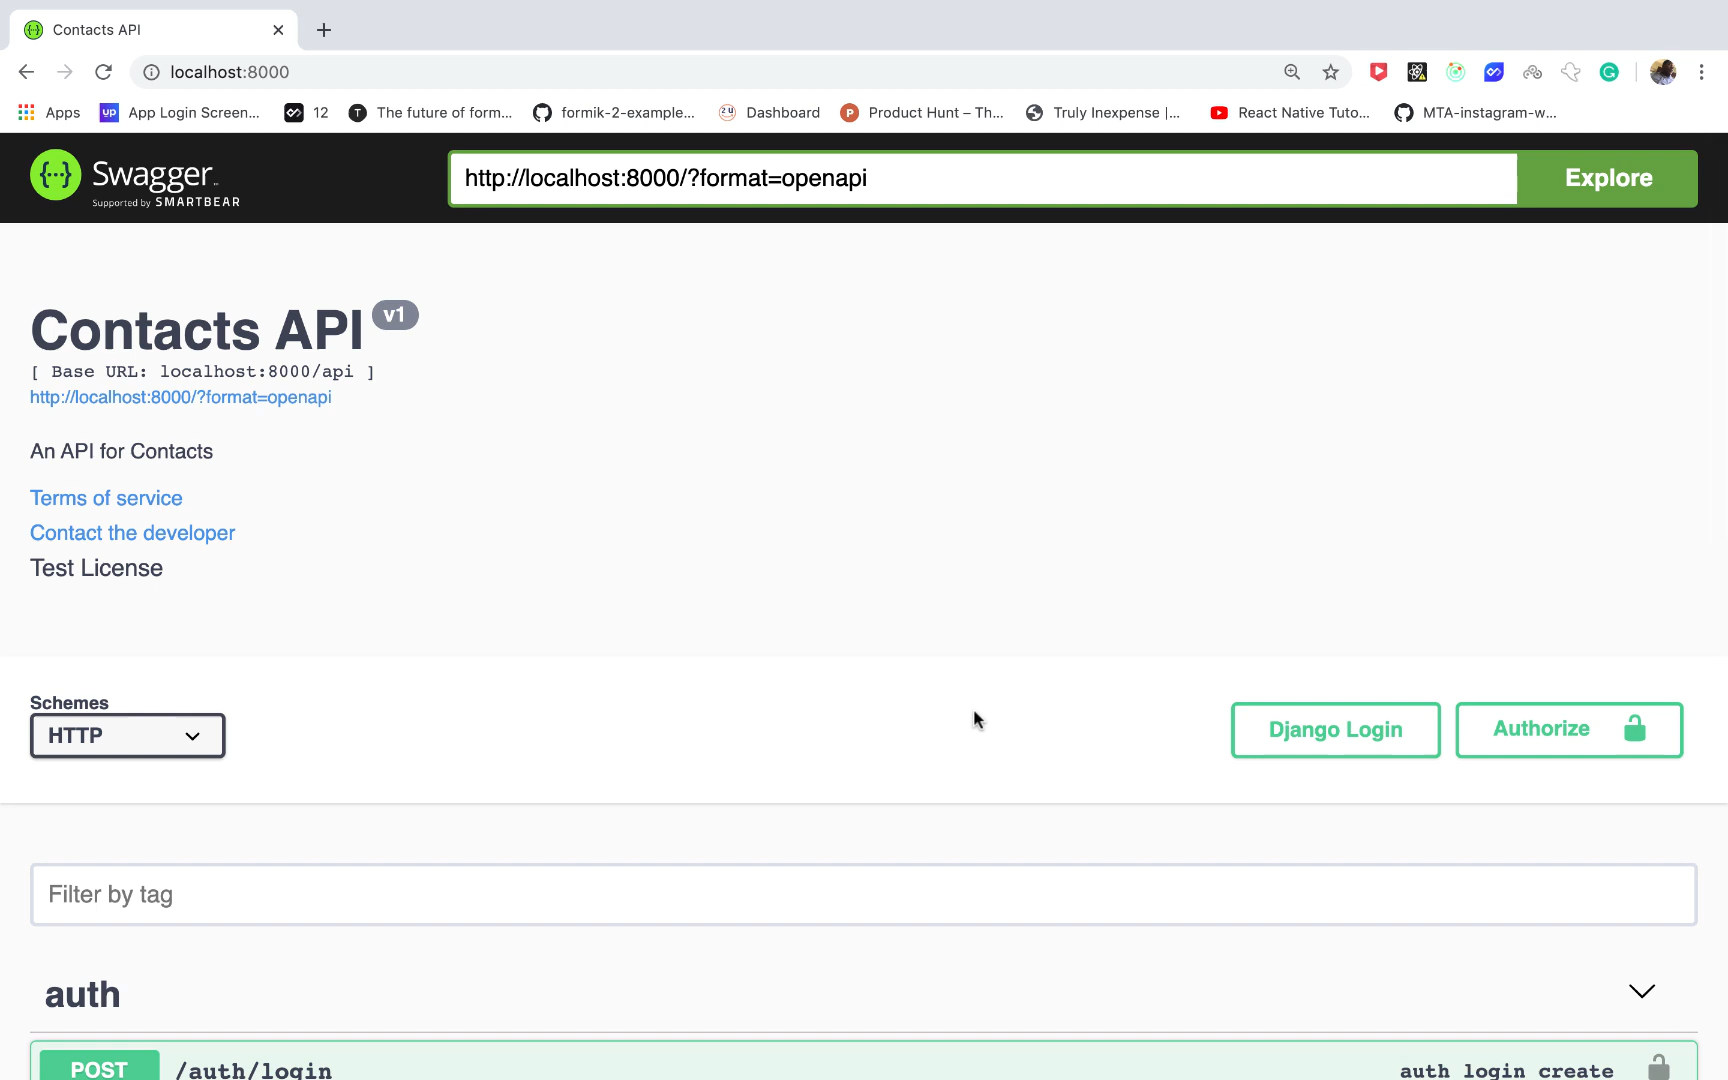 Contacts API
localhost:8000
Apps
up
App Login Screen...
12
T
The future of form...
formik-2-example...
2U
Dashboard
P
Product Hunt – Th...
Truly Inexpense |...
React Native Tuto...
MTA-instagram-w...
{···}
Swagger™
Supported by SMARTBEAR
http://localhost:8000/?format=openapi
Explore
Contacts API v1
[ Base URL: localhost:8000/api ]
http://localhost:8000/?format=openapi
An API for Contacts
Terms of service
Contact the developer
Test License
Schemes
HTTP
Django Login
Authorize
Filter by tag
auth
POST
/auth/login
auth login create